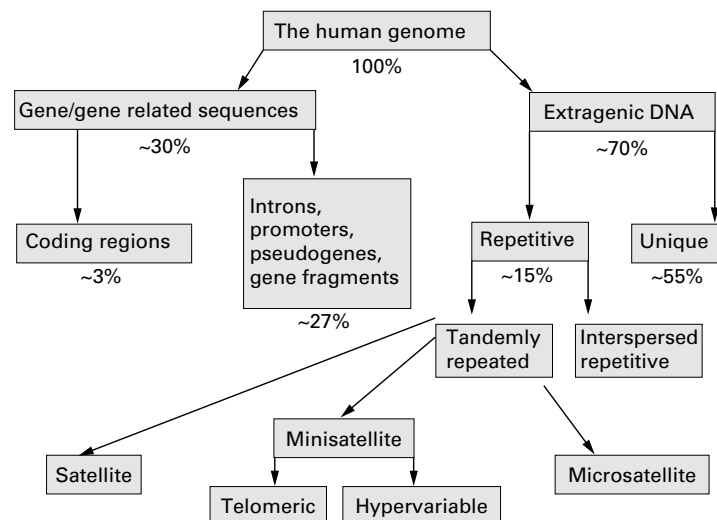 The human genome
100%
Gene/gene related sequences
Extragenic DNA
~30%
~70%
Introns,
promoters,
pseudogenes,
gene fragments
Coding regions
Repetitive
Unique
~3%
~15%
~55%
~27%
Tandemly
repeated
Interspersed
repetitive
Minisatellite
Satellite
Microsatellite
Telomeric
Hypervariable